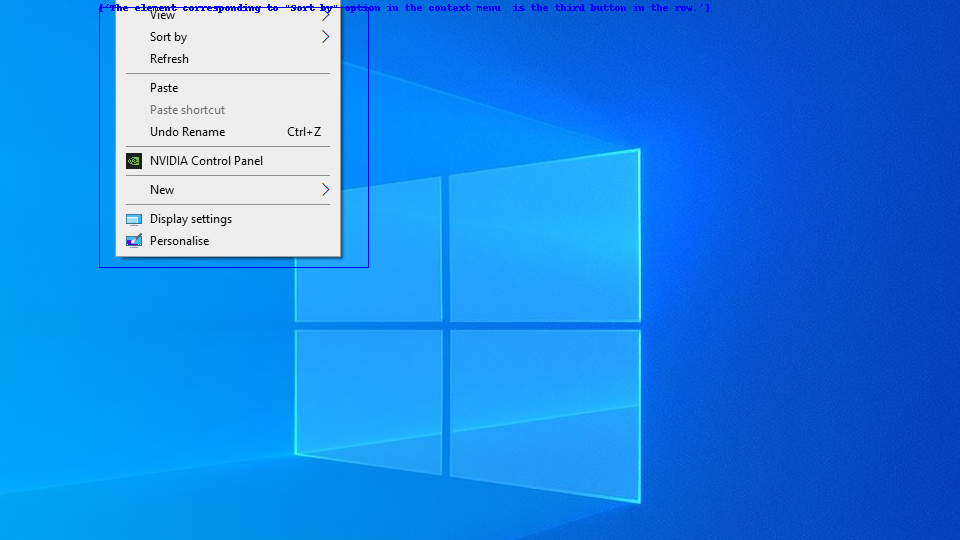 ['The element corresponding to "Sort by" option in the context menu  is the third button in the row.']
View
Sort by
Refresh
Paste
Paste shortcut
Undo Rename Ctrl+Z
NVIDIA Control Panel
New
Display settings
Personalise